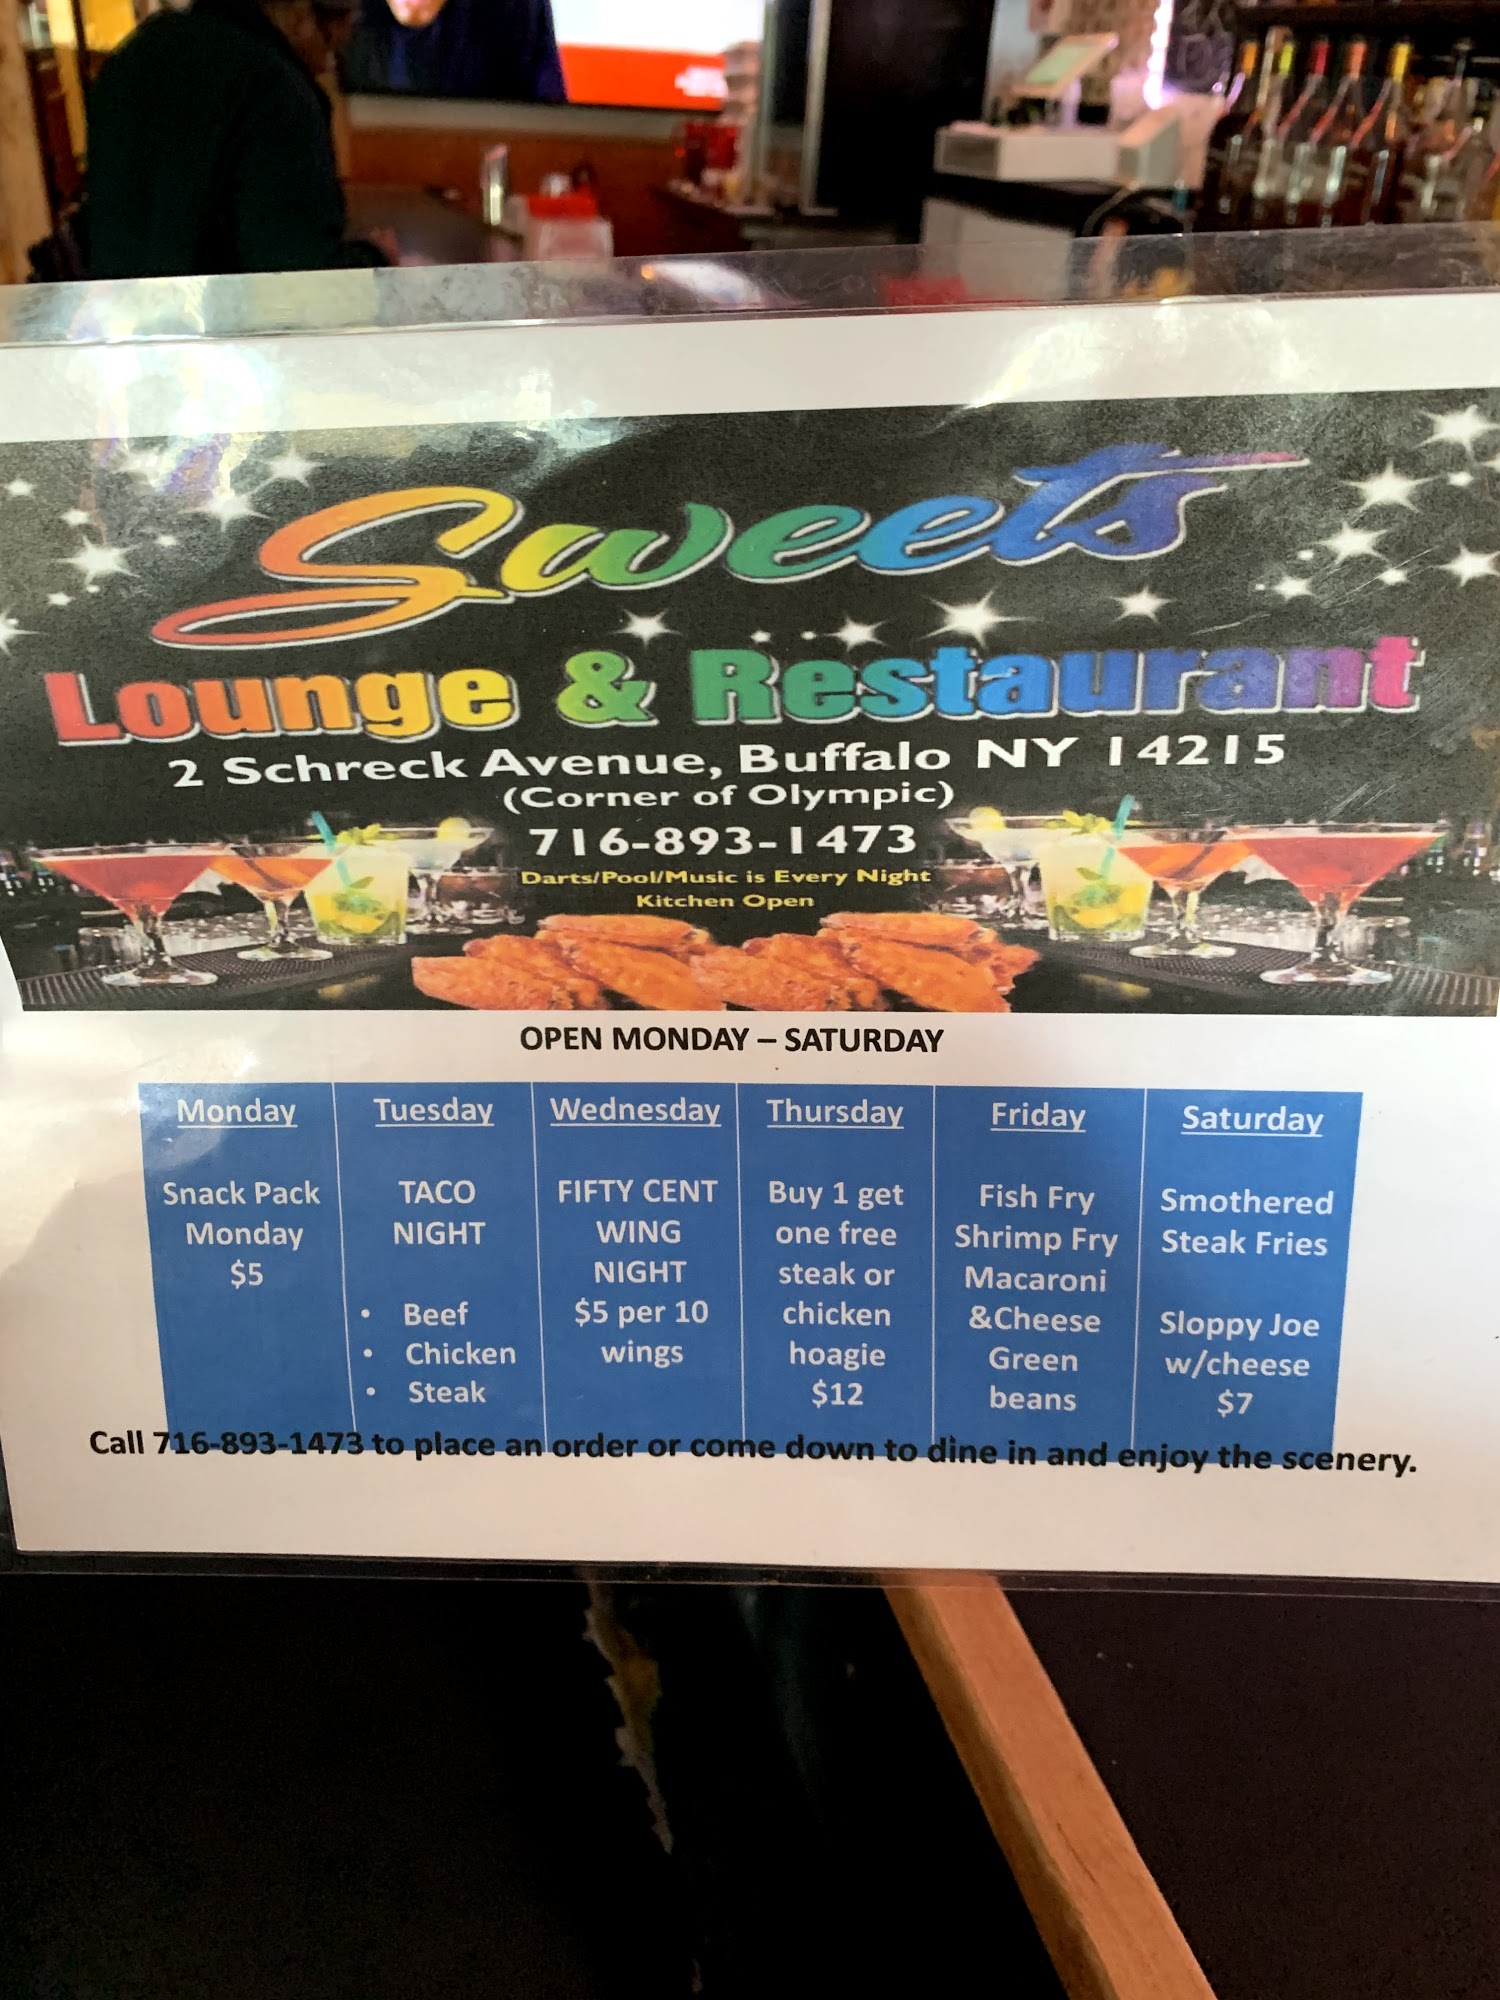 Sweets
Lounge & Restaurant
2 Schreck Avenue, Buffalo NY 14215
(Corner of Olympic)
716-893-1473
Darts/Pool/Music is Every Night
Kitchen Open
OPEN MONDAY – SATURDAY
Monday
Snack Pack
Monday
$5
Tuesday
TACO
NIGHT
• Beef
• Chicken
• Steak
Wednesday
FIFTY CENT
WING
NIGHT
$5 per 10
wings
Thursday
Buy 1 get
one free
steak or
chicken
hoagie
$12
Friday
Fish Fry
Shrimp Fry
Macaroni
&Cheese
Green
beans
Saturday
Smothered
Steak Fries
Sloppy Joe
w/cheese
$7
Call 716-893-1473 to place an order or come down to dine in and enjoy the scenery.